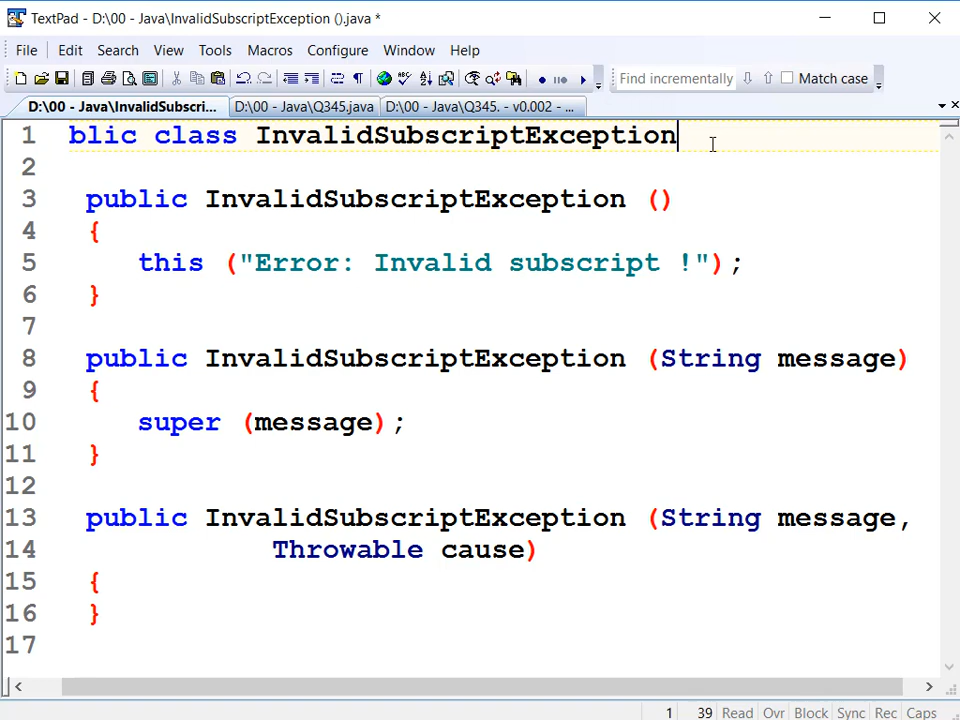 TextPad - D:\00 - Java\InvalidSubscriptException ().java *
File Edit Search View Tools Macros Configure Window Help
Find incrementally Match case
D:\00 - Java\InvalidSubscri... D:\00 - Java\Q345.java D:\00 - Java\Q345. - v0.002 - ...
1 blic class InvalidSubscriptException
2
3 public InvalidSubscriptException ()
4 {
5 this ("Error: Invalid subscript !");
6 }
7
8 public InvalidSubscriptException (String message)
9 {
10 super (message);
11 }
12
13 public InvalidSubscriptException (String message,
14 Throwable cause)
15 {
16 }
17
1 39 Read Ovr Block Sync Rec Caps